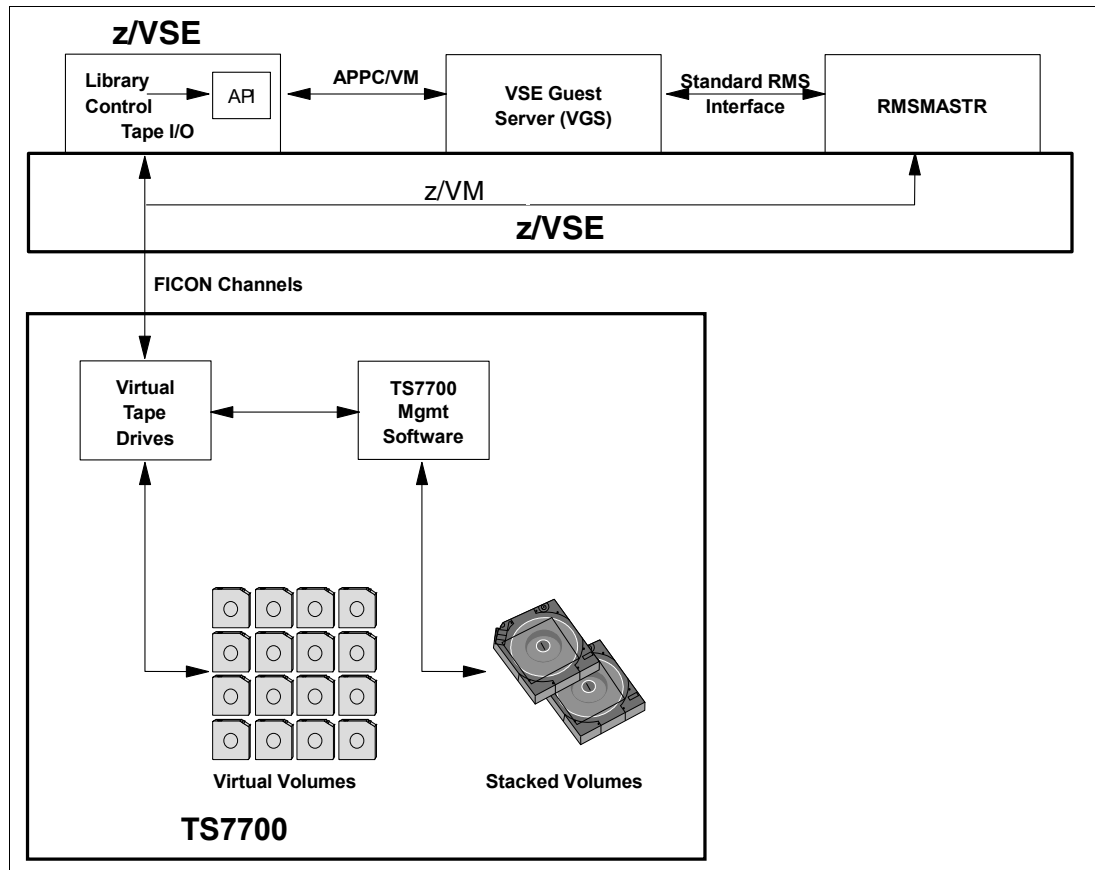 z/VSE
Library
Control
API
Tape I/O
APPC/VM
VSE Guest
Server (VGS)
Standard RMS
Interface
RMSMASTR
z/VM
z/VSE
FICON Channels
Virtual
Tape
Drives
TS7700
Mgmt
Software
Virtual Volumes
Stacked Volumes
TS7700